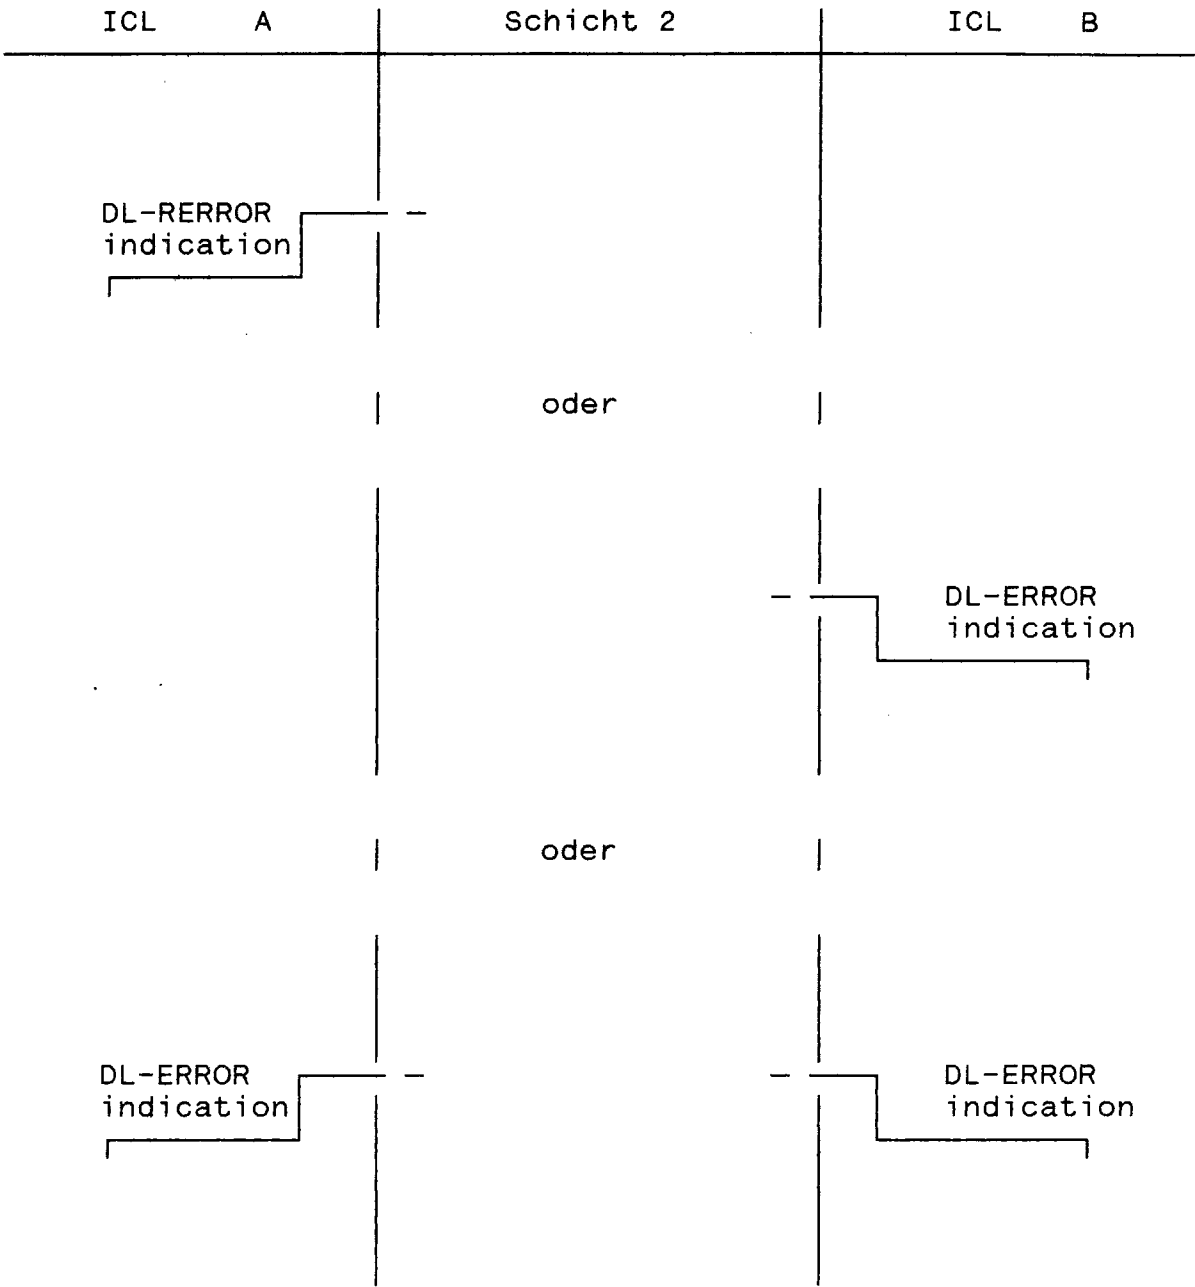 ICL A Schicht 2 ICL B
DL-RERROR
indication
oder
DL-ERROR
indication
oder
DL-ERROR DL-ERROR
indication indication